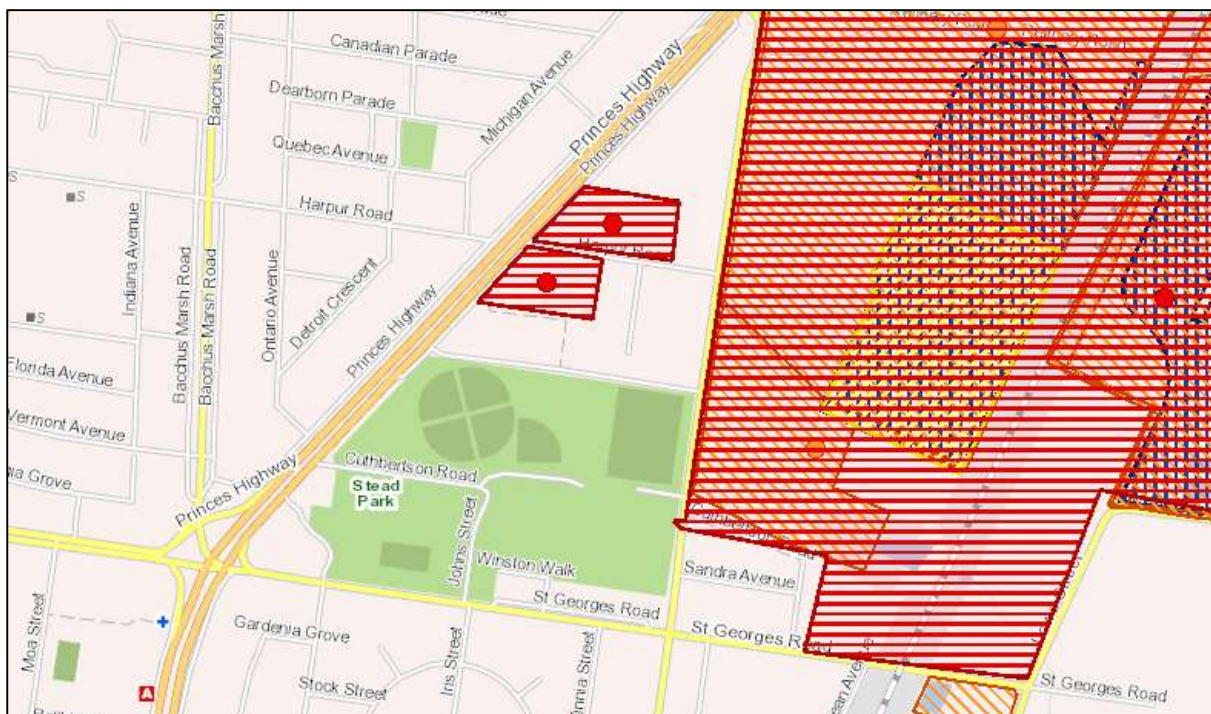 Canadian Parade
Bacchus Marsh
Dearborn Parade
Michigan Avenue
Princes Highway
Princes Highway
Quebec Avenue
S
Harpur Road
Indiana Avenue
Ontario Avenue
Detroit Crescent
Bacchus Marsh Road
Bacchus Marsh Road
Princes Highway
S
Florida Avenue
Vermont Avenue
Cuthbertson Road
Stead
Park
Princes Highway
Johns Street
Winston Walk
Sandra Avenue
St Georges Road
St Georges Road
Moa Street
Gardenia Grove
Iris Street
Stock Street
St Georges Road
A